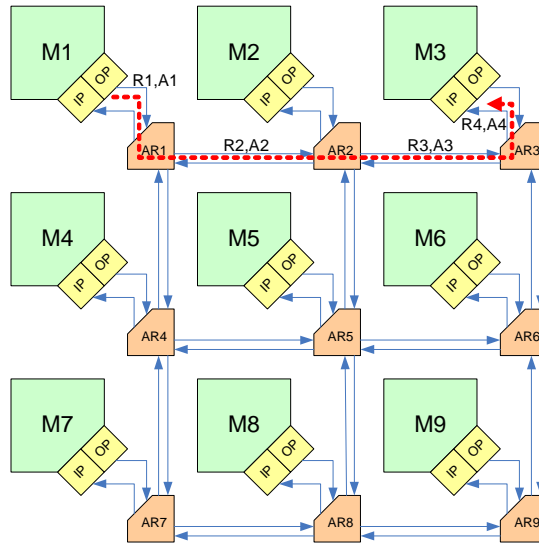 M1 M2 M3
IP OP IP OP IP OP
R1,A1
R4,A4
AR1 R2,A2 AR2 R3,A3 AR3
M4 M5 M6
IP OP IP OP IP OP
AR4 AR5 AR6
M7 M8 M9
IP OP IP OP IP OP
AR7 AR8 AR9